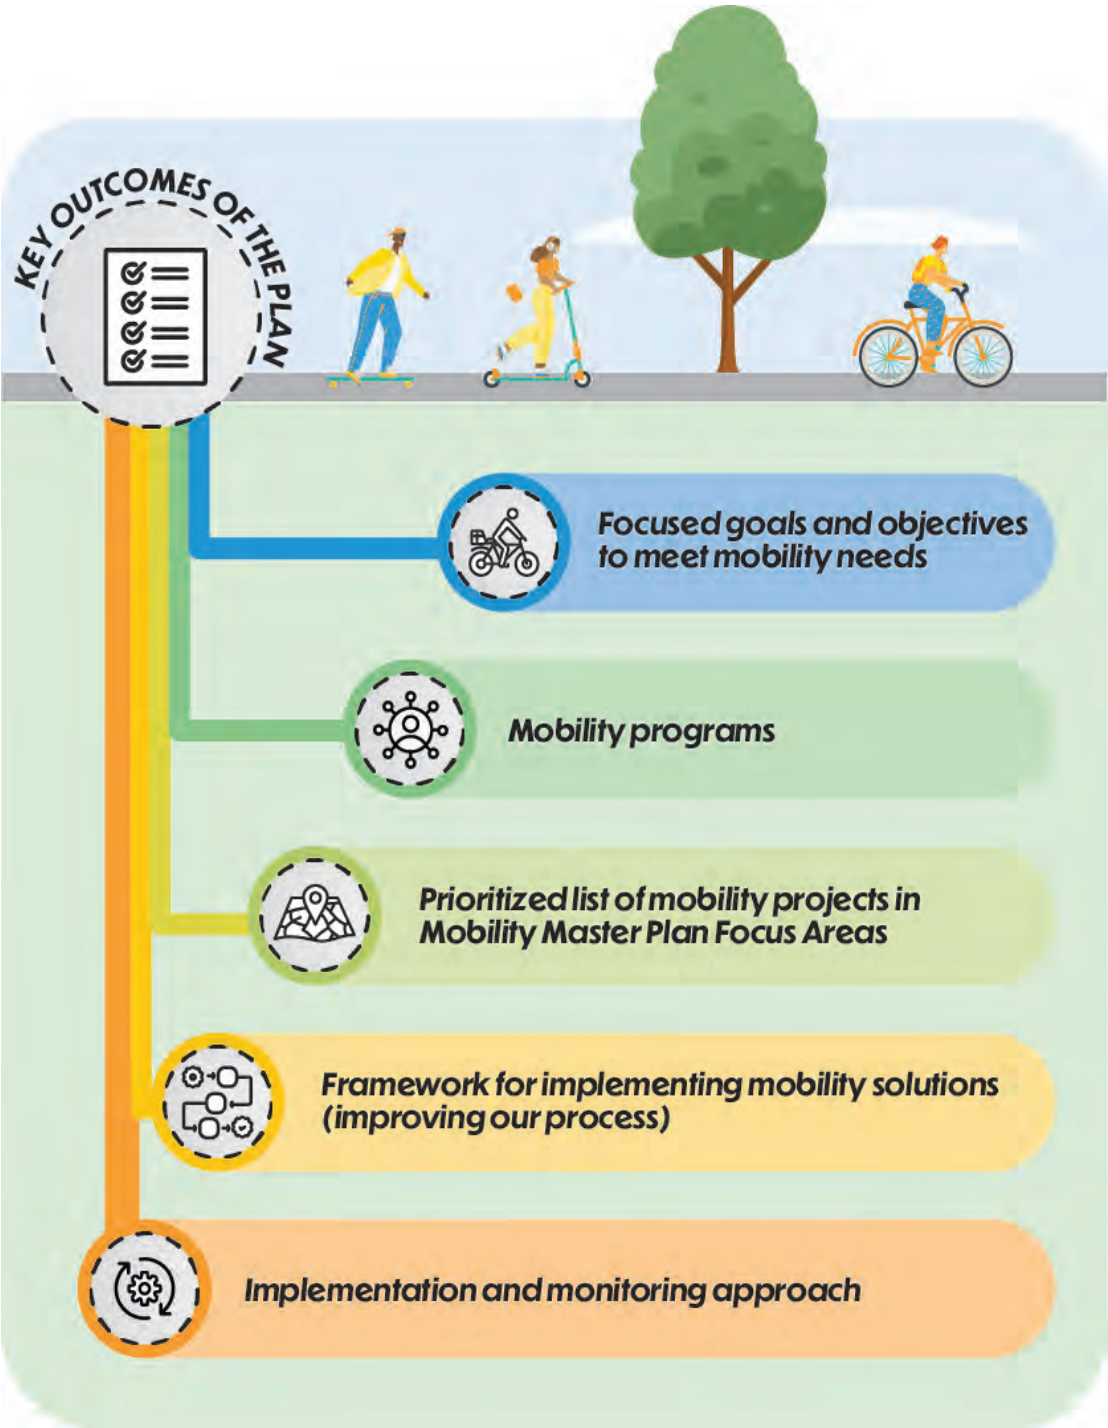 KEY OUTCOMES OF THE PLAN
Focused goals and objectives
to meet mobility needs
Mobility programs
Prioritized list of mobility projects in
Mobility Master Plan Focus Areas
Framework for implementing mobility solutions
(improving our process)
Implementation and monitoring approach